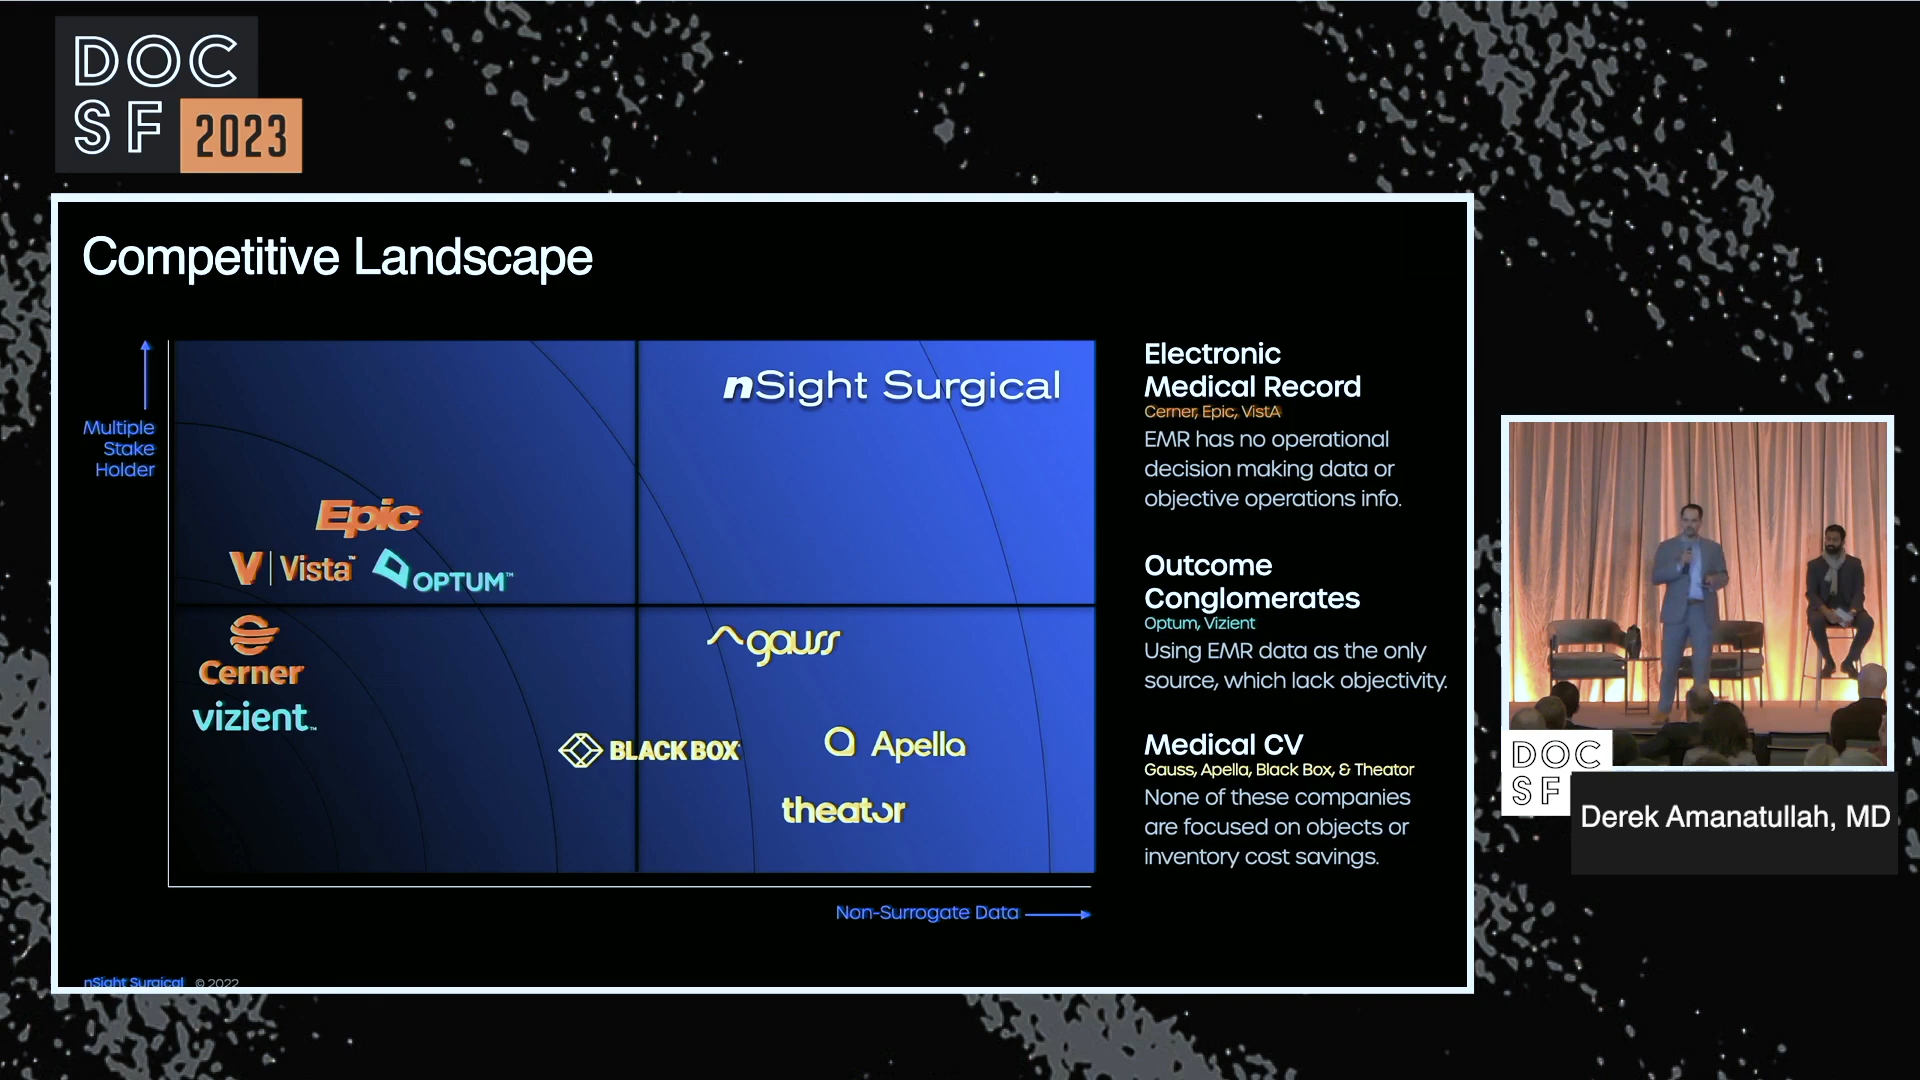 DOC
SF 2023
Competitive Landscape
Multiple
Stake
Holder
nSight Surgical
Epic
V | Vista™
OPTUM™
Cerner
vizient™
gauss
BLACK BOX
Apella
theator
Non-Surrogate Data
Electronic
Medical Record
Cerner, Epic, VistA
EMR has no operational
decision making data or
objective operations info.
Outcome
Conglomerates
Optum, Vizient
Using EMR data as the only
source, which lack objectivity.
Medical CV
Gauss, Apella, Black Box, & Theator
None of these companies
are focused on objects or
inventory cost savings.
nSight Surgical © 2022
DOC
SF
Derek Amanatullah, MD